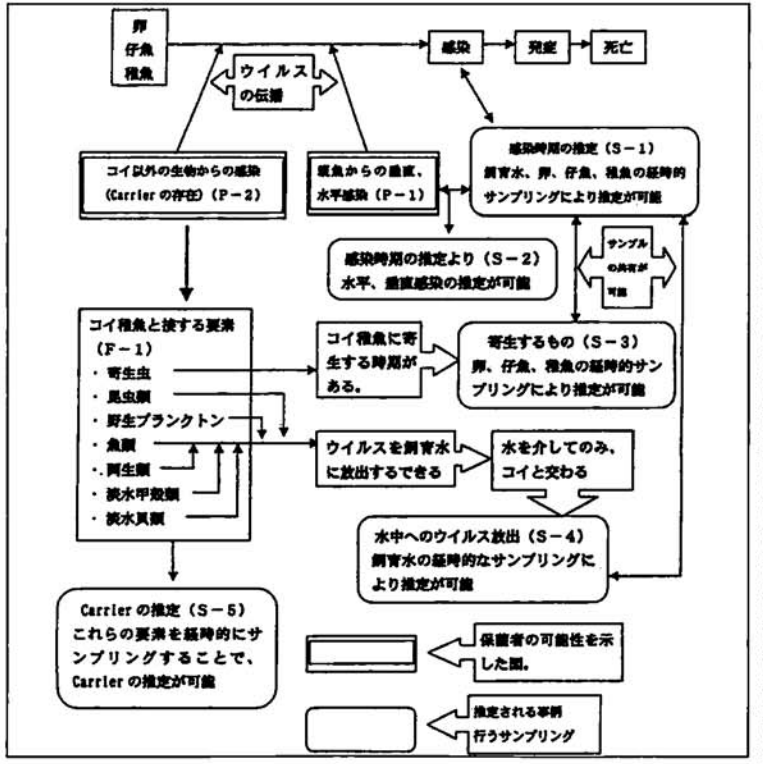 卵
仔魚
稚魚
感染
発症
死亡
ウイルス
の伝播
コイ以外の生物からの感染
(Carrierの存在)(P-2)
親魚からの垂直、
水平感染(P-1)
感染時期の推定(S-1)
飼育水、卵、仔魚、稚魚の経時的
サンプリングにより推定が可能
感染時期の推定より(S-2)
水平、垂直感染の推定が可能
サンプル
の共有が
可能
コイ稚魚と接する要素
(F-1)
・寄生虫
・昆虫類
・野生プランクトン
・魚類
・.両生類
・淡水甲殻類
・淡水貝類
コイ稚魚に寄
生する時期が
ある。
寄生するもの(S-3)
卵、仔魚、稚魚の経時的サン
プリングにより推定が可能
ウイルスを飼育水
に放出するできる
水を介してのみ、
コイと交わる
水中へのウイルス放出(S-4)
飼育水の経時的なサンプリングに
より推定が可能
Carrierの推定(S-5)
これらの要素を経時的にサ
ンプリングすることで、
Carrierの推定が可能
保菌者の可能性を示
した図。
推定される事柄
行うサンプリング